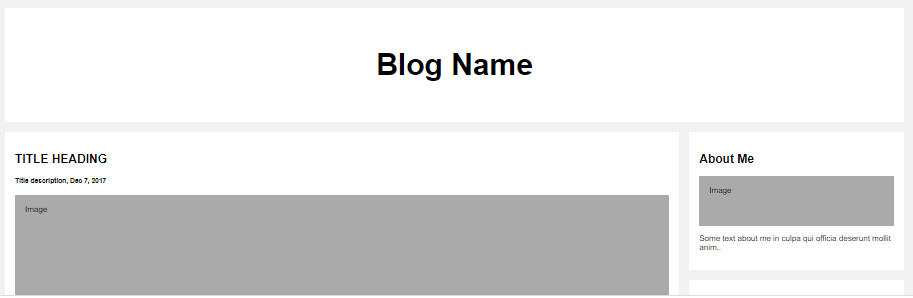 Blog Name
TITLE HEADING
Title description, Dec 7, 2017
Image
About Me
Image
Some text about me in culpa qui officia deserunt mollit
anim..